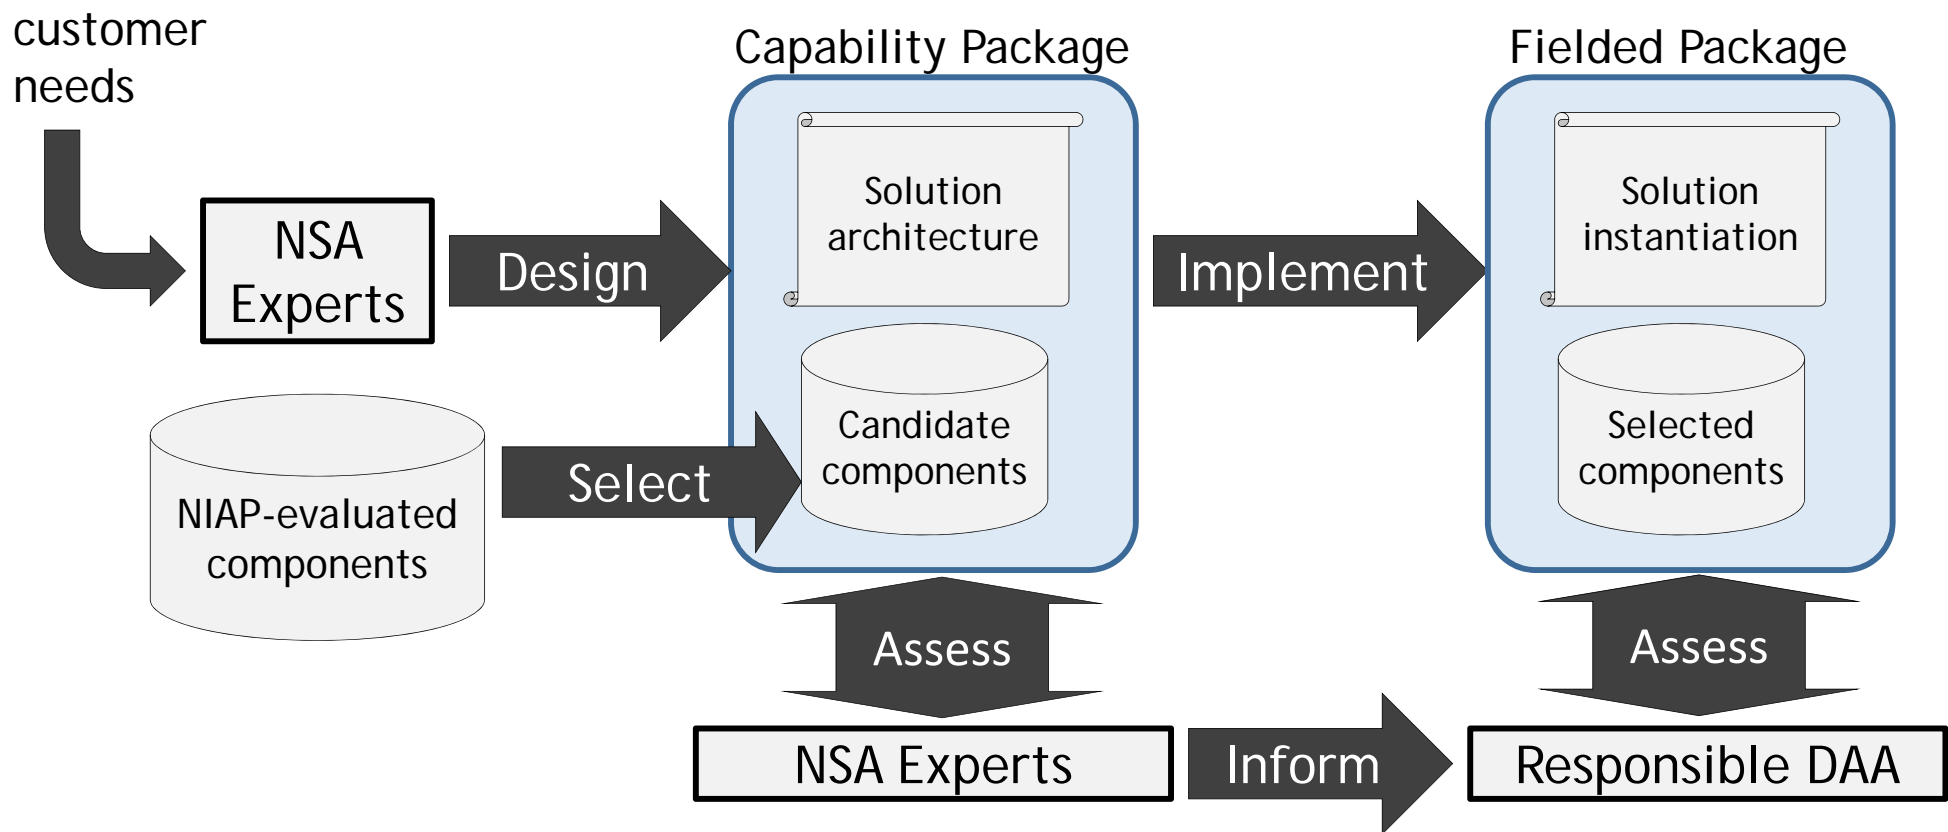 customer
needs
Capability Package
Fielded Package
Solution
architecture
Solution
instantiation
NSA
Experts
Design
Implement
Candidate
components
Selected
components
Select
NIAP-evaluated
components
Assess
Assess
NSA Experts
Inform
Responsible DAA